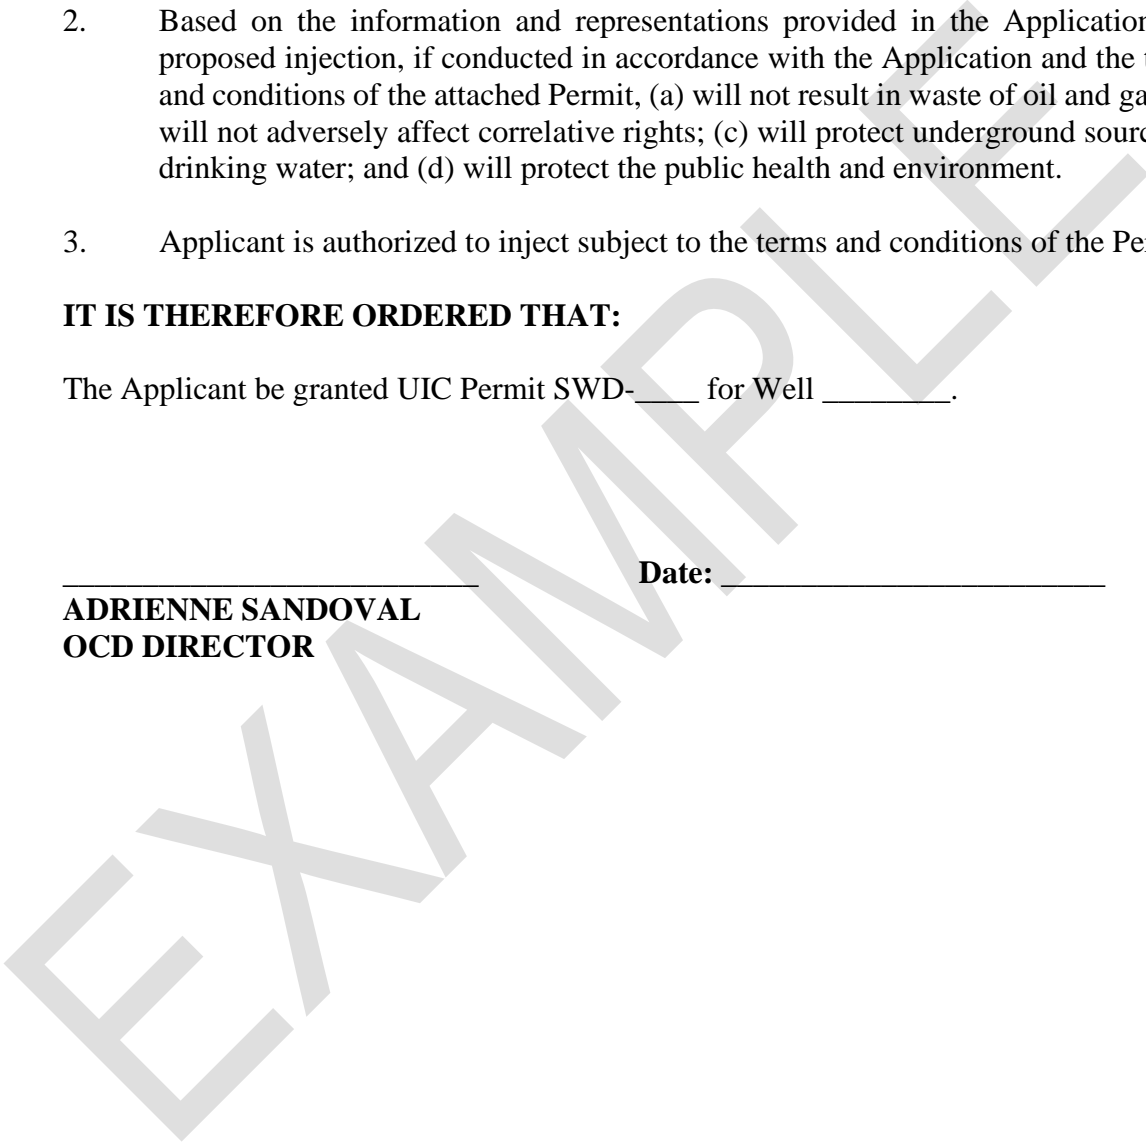 2. Based on the information and representations provided in the Application
proposed injection, if conducted in accordance with the Application and the
and conditions of the attached Permit, (a) will not result in waste of oil and
will not adversely affect correlative rights; (c) will protect underground
drinking water; and (d) will protect the public health and environment.
3. Applicant is authorized to inject subject to the terms and conditions of the
IT IS THEREFORE ORDERED THAT:
The Applicant be granted UIC Permit SWD-____ for Well ________.
__________________________ Date: ________________________
ADRIENNE SANDOVAL
OCD DIRECTOR
EXAMPLE